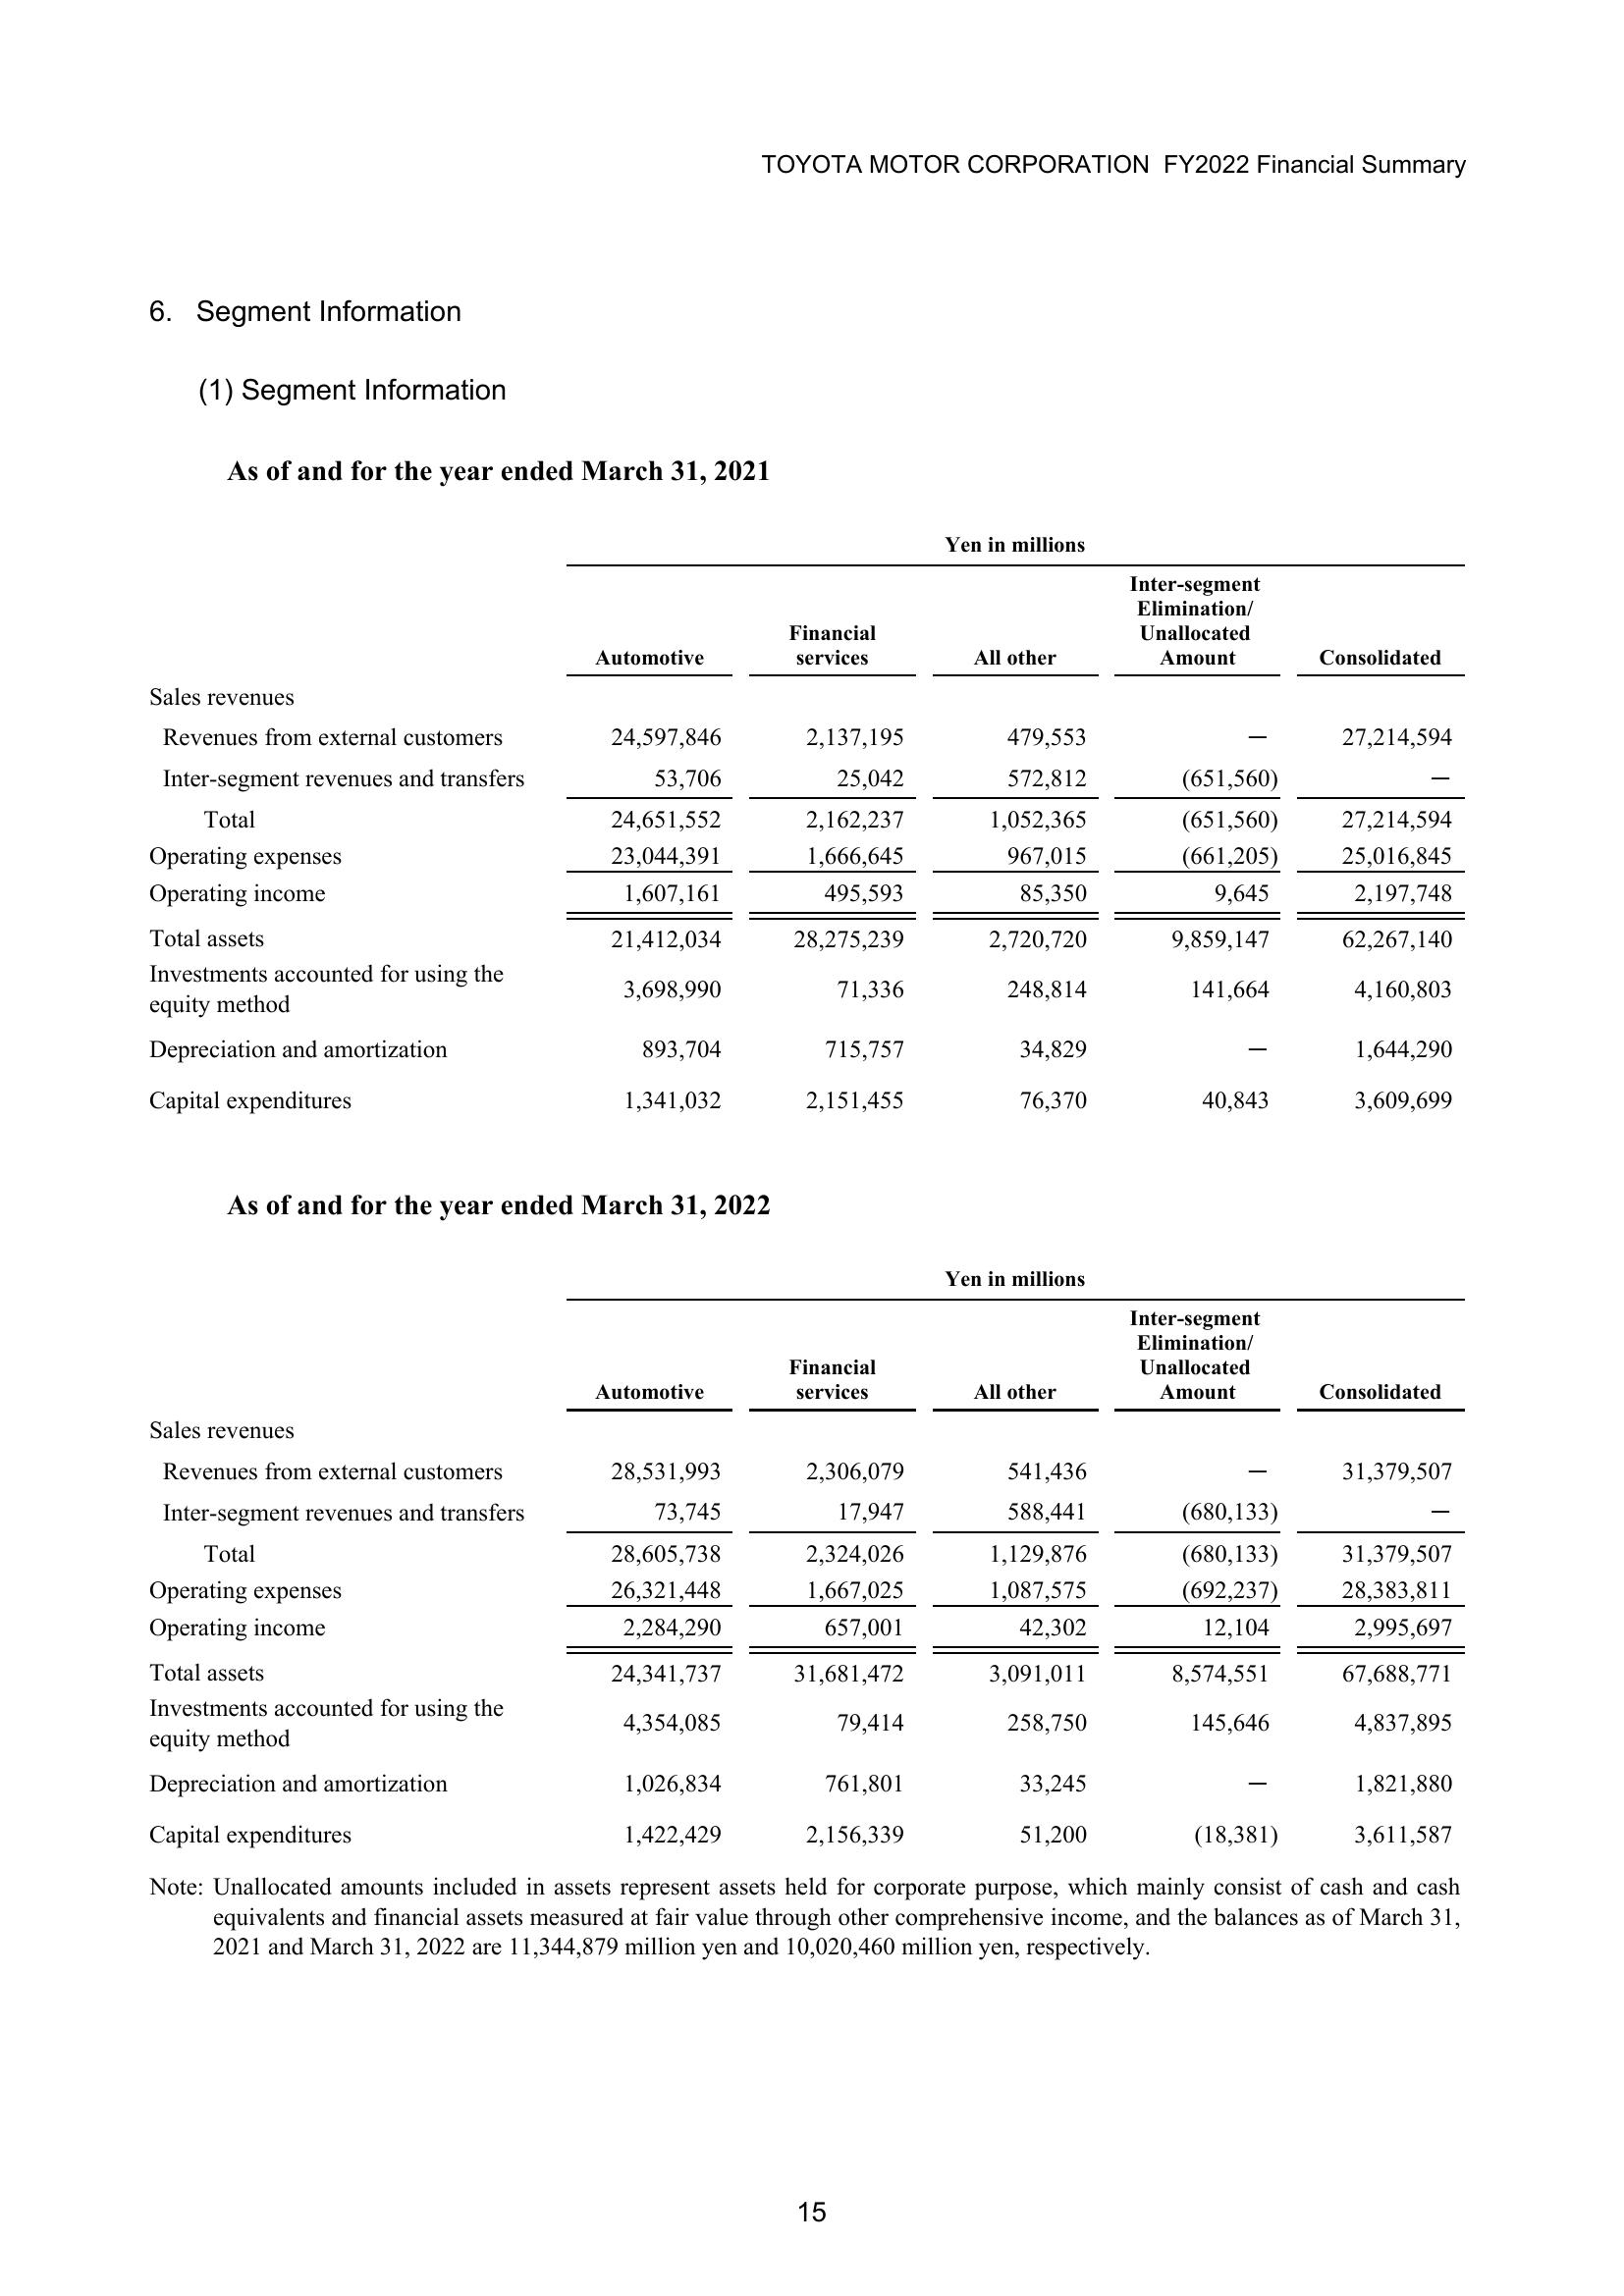 TOYOTA MOTOR CORPORATION  FY2022 Financial Summary
6.   Segment Information
(1) Segment Information
As of and for the year ended March 31, 2021
Yen in millions
Automotive  Financial services  All other  Inter-segment Elimination/ Unallocated Amount  Consolidated
Sales revenues
Revenues from external customers  24,597,846  2,137,195  479,553  —  27,214,594
Inter-segment revenues and transfers  53,706  25,042  572,812  (651,560)  —
Total  24,651,552  2,162,237  1,052,365  (651,560)  27,214,594
Operating expenses  23,044,391  1,666,645  967,015  (661,205)  25,016,845
Operating income  1,607,161  495,593  85,350  9,645  2,197,748
Total assets  21,412,034  28,275,239  2,720,720  9,859,147  62,267,140
Investments accounted for using the
equity method  3,698,990  71,336  248,814  141,664  4,160,803
Depreciation and amortization  893,704  715,757  34,829  —  1,644,290
Capital expenditures  1,341,032  2,151,455  76,370  40,843  3,609,699
As of and for the year ended March 31, 2022
Yen in millions
Automotive  Financial services  All other  Inter-segment Elimination/ Unallocated Amount  Consolidated
Sales revenues
Revenues from external customers  28,531,993  2,306,079  541,436  —  31,379,507
Inter-segment revenues and transfers  73,745  17,947  588,441  (680,133)  —
Total  28,605,738  2,324,026  1,129,876  (680,133)  31,379,507
Operating expenses  26,321,448  1,667,025  1,087,575  (692,237)  28,383,811
Operating income  2,284,290  657,001  42,302  12,104  2,995,697
Total assets  24,341,737  31,681,472  3,091,011  8,574,551  67,688,771
Investments accounted for using the
equity method  4,354,085  79,414  258,750  145,646  4,837,895
Depreciation and amortization  1,026,834  761,801  33,245  —  1,821,880
Capital expenditures  1,422,429  2,156,339  51,200  (18,381)  3,611,587
Note: Unallocated amounts included in assets represent assets held for corporate purpose, which mainly consist of cash and cash
equivalents and financial assets measured at fair value through other comprehensive income, and the balances as of March 31,
2021 and March 31, 2022 are 11,344,879 million yen and 10,020,460 million yen, respectively.
15